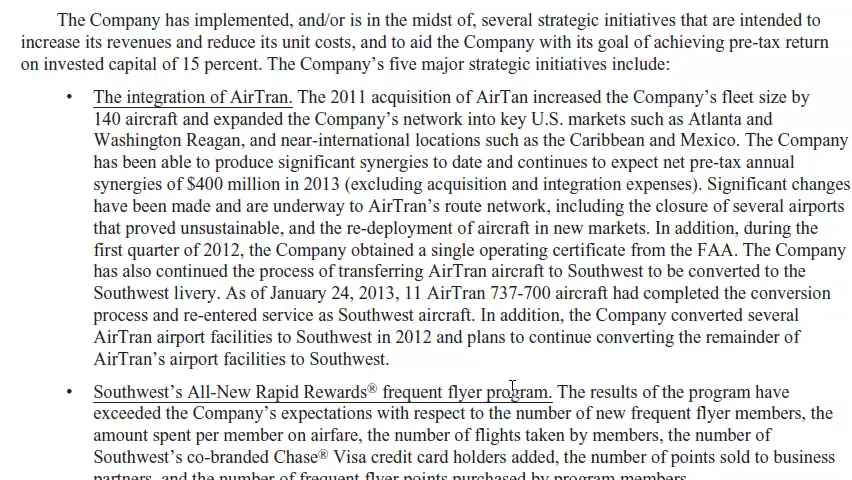 The Company has implemented, and/or is in the midst of, several strategic initiatives that are intended to
increase its revenues and reduce its unit costs, and to aid the Company with its goal of achieving pre-tax return
on invested capital of 15 percent. The Company's five major strategic initiatives include:
• The integration of AirTran. The 2011 acquisition of AirTan increased the Company's fleet size by
140 aircraft and expanded the Company's network into key U.S. markets such as Atlanta and
Washington Reagan, and near-international locations such as the Caribbean and Mexico. The Company
has been able to produce significant synergies to date and continues to expect net pre-tax annual
synergies of $400 million in 2013 (excluding acquisition and integration expenses). Significant changes
have been made and are underway to AirTran's route network, including the closure of several airports
that proved unsustainable, and the re-deployment of aircraft in new markets. In addition, during the
first quarter of 2012, the Company obtained a single operating certificate from the FAA. The Company
has also continued the process of transferring AirTran aircraft to Southwest to be converted to the
Southwest livery. As of January 24, 2013, 11 AirTran 737-700 aircraft had completed the conversion
process and re-entered service as Southwest aircraft. In addition, the Company converted several
AirTran airport facilities to Southwest in 2012 and plans to continue converting the remainder of
AirTran's airport facilities to Southwest.
• Southwest's All-New Rapid Rewards® frequent flyer program. The results of the program have
exceeded the Company's expectations with respect to the number of new frequent flyer members, the
amount spent per member on airfare, the number of flights taken by members, the number of
Southwest's co-branded Chase® Visa credit card holders added, the number of points sold to business
partners, and the number of frequent flyer points purchased by program members.